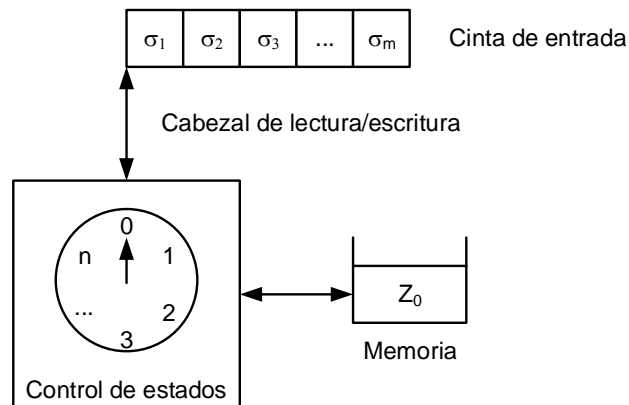 σ1 σ2 σ3 ... σm Cinta de entrada
Cabezal de lectura/escritura
0
n 1
... 2
3
Z0
Memoria
Control de estados